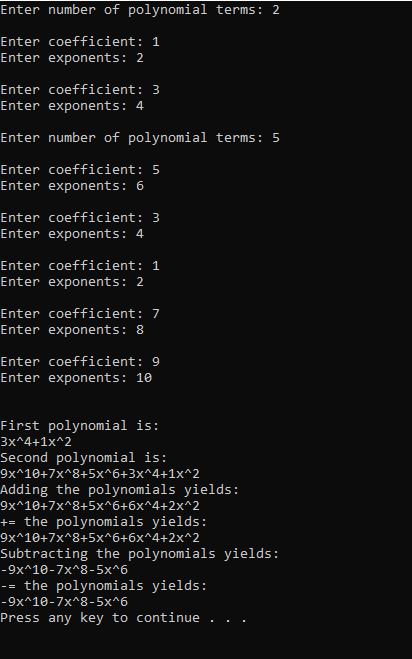 Enter number of polynomial terms: 2
Enter coefficient: 1
Enter exponents: 2
Enter coefficient: 3
Enter exponents: 4
Enter number of polynomial terms: 5
Enter coefficient: 5
Enter exponents: 6
Enter coefficient: 3
Enter exponents: 4
Enter coefficient: 1
Enter exponents: 2
Enter coefficient: 7
Enter exponents: 8
Enter coefficient: 9
Enter exponents: 10
First polynomial is:
3x^4+1x^2
Second polynomial is:
9x^10+7x^8+5x^6+3x^4+1x^2
Adding the polynomials yields:
9x^10+7x^8+5x^6+6x^4+2x^2
+= the polynomials yields:
9x^10+7x^8+5x^6+6x^4+2x^2
Subtracting the polynomials yields:
-9x^10-7x^8-5x^6
-= the polynomials yields:
-9x^10-7x^8-5x^6
Press any key to continue . . .